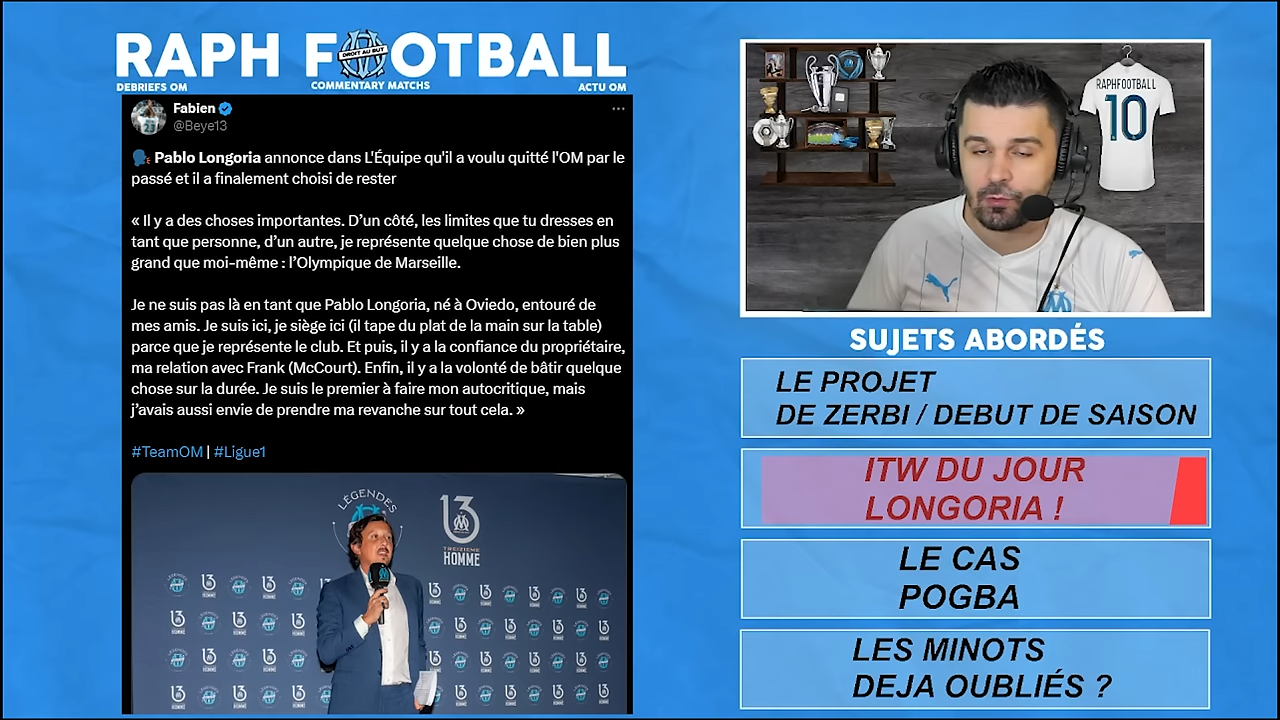 RAPH FOOTBALL
DROIT AU BUT
DEBRIEFS OM
COMMENTARY MATCHS
ACTU OM
Fabien
@Beye13
Pablo Longoria annonce dans L'Équipe qu'il a voulu quitté l'OM par le
passé et il a finalement choisi de rester
« Il y a des choses importantes. D’un côté, les limites que tu dresses en
tant que personne, d’un autre, je représente quelque chose de bien plus
grand que moi-même : l’Olympique de Marseille.
Je ne suis pas là en tant que Pablo Longoria, né à Oviedo, entouré de
mes amis. Je suis ici, je siège ici (il tape du plat de la main sur la table)
parce que je représente le club. Et puis, il y a la confiance du propriétaire,
ma relation avec Frank (McCourt). Enfin, il y a la volonté de bâtir quelque
chose sur la durée. Je suis le premier à faire mon autocritique, mais
j’avais aussi envie de prendre ma revanche sur tout cela. »
#TeamOM | #Ligue1
LÉGENDES
13
TREIZIEME
HOMME
RAPHFOOTBALL
10
SUJETS ABORDÉS
LE PROJET
DE ZERBI / DEBUT DE SAISON
ITW DU JOUR
LONGORIA !
LE CAS
POGBA
LES MINOTS
DEJA OUBLIÉS ?